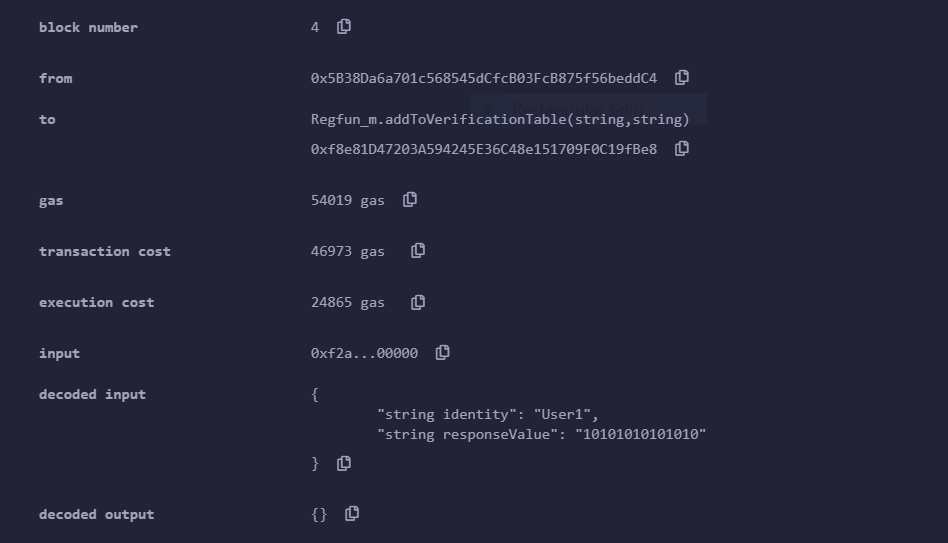 block number 4
from 0x5B38Da6a701c568545dCfcB03FcB875f56beddC4
to Regfun_m.addToVerificationTable(string,string)
0xf8e81D47203A594245E36C48e151709F0C19fBe8
gas 54019 gas
transaction cost 46973 gas
execution cost 24865 gas
input 0xf2a...00000
decoded input {
"string identity": "User1",
"string responseValue": "10101010101010"
}
decoded output {}